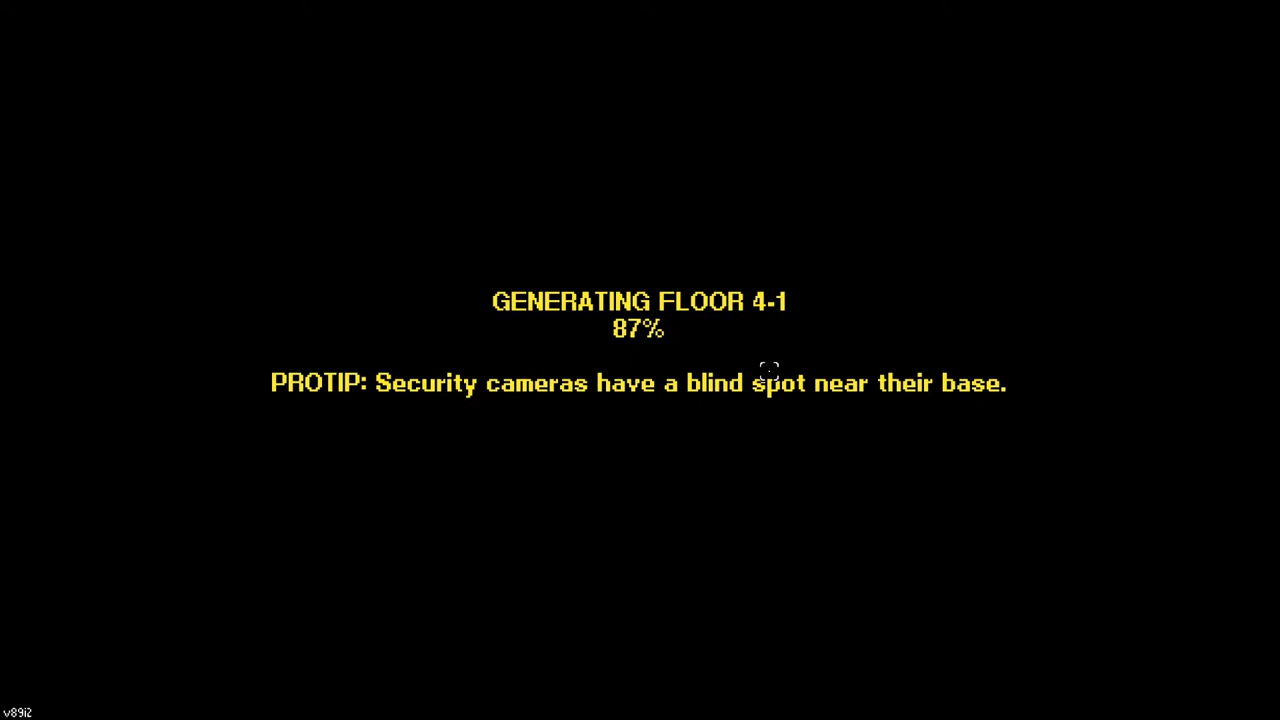 GENERATING FLOOR 4-1
87%
PROTIP: Security cameras have a blind spot near their base.
v89i2